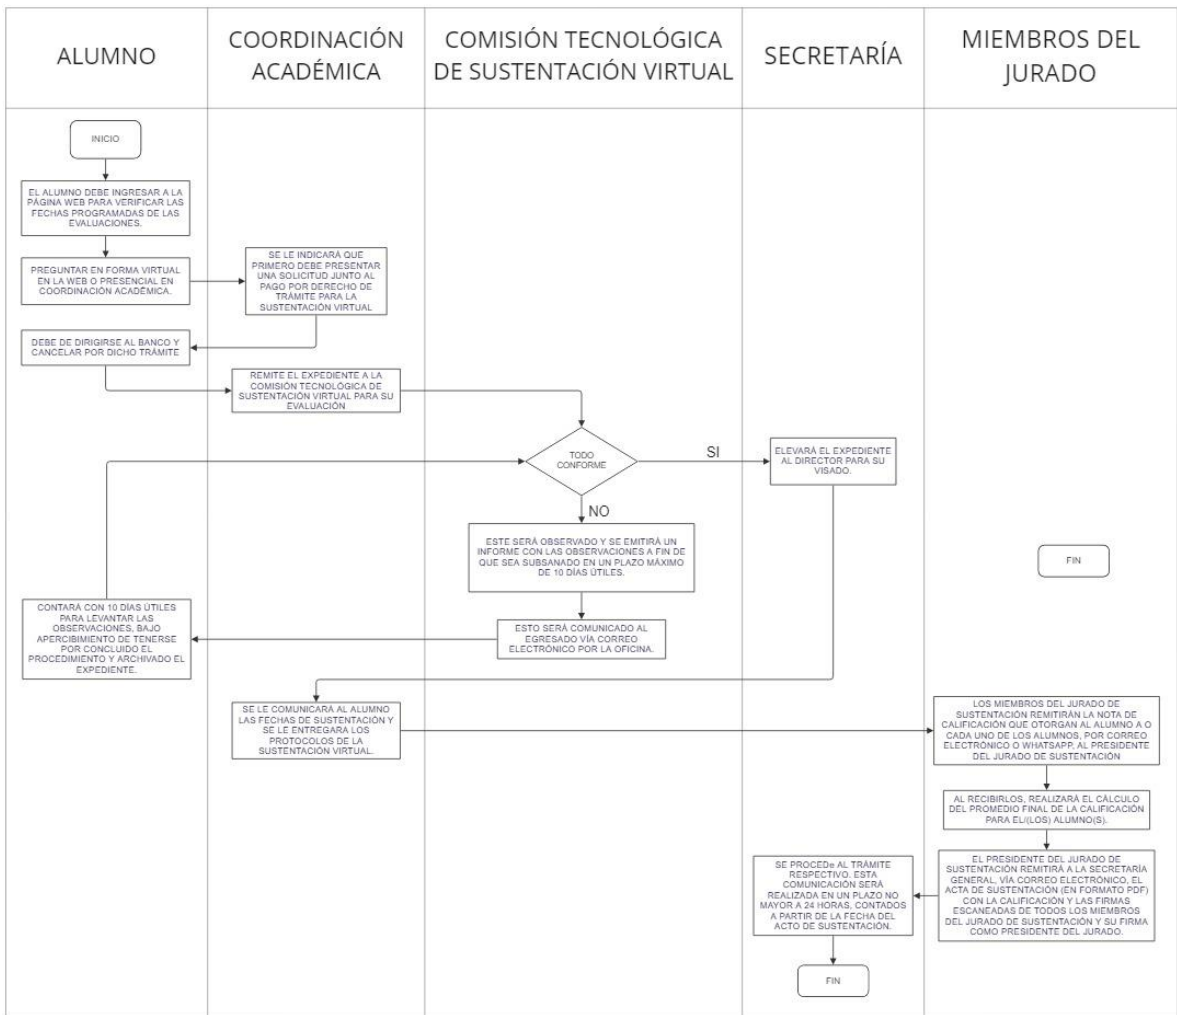 ALUMNO
COORDINACIÓN
ACADÉMICA
COMISIÓN TECNOLÓGICA
DE SUSTENTACIÓN VIRTUAL
SECRETARÍA
MIEMBROS DEL
JURADO
INICIO
EL ALUMNO DEBE INGRESAR A LA
PÁGINA WEB PARA VERIFICAR LAS
FECHAS PROGRAMADAS DE LAS
EVALUACIONES.
PREGUNTAR EN FORMA VIRTUAL
EN LA WEB O PRESENCIAL EN
COORDINACIÓN ACADÉMICA.
SE LE INDICARÁ QUE
PRIMERO DEBE PRESENTAR
UNA SOLICITUD JUNTO AL
PAGO POR DERECHO DE
TRÁMITE PARA LA
SUSTENTACIÓN VIRTUAL
DEBE DE DIRIGIRSE AL BANCO Y
CANCELAR POR DICHO TRÁMITE
REMITE EL EXPEDIENTE A LA
COMISIÓN TECNOLÓGICA DE
SUSTENTACIÓN VIRTUAL PARA SU
EVALUACIÓN
TODO
CONFORME
SI
ELEVARÁ EL EXPEDIENTE
AL DIRECTOR PARA SU
VISADO.
NO
ESTE SERÁ OBSERVADO Y SE EMITIRÁ UN
INFORME CON LAS OBSERVACIONES A FIN DE
QUE SEA SUBSANADO EN UN PLAZO MÁXIMO
DE 10 DÍAS ÚTILES.
FIN
ESTO SERÁ COMUNICADO AL
EGRESADO VÍA CORREO
ELECTRÓNICO POR LA OFICINA.
CONTARÁ CON 10 DÍAS ÚTILES
PARA LEVANTAR LAS
OBSERVACIONES, BAJO
APERCIBIMIENTO DE TENERSE
POR CONCLUIDO EL
PROCEDIMIENTO Y ARCHIVADO EL
EXPEDIENTE.
SE LE COMUNICARÁ AL ALUMNO
LAS FECHAS DE SUSTENTACIÓN Y
SE LE ENTREGARA LOS
PROTOCOLOS DE LA
SUSTENTACIÓN VIRTUAL.
LOS MIEMBROS DEL JURADO DE
SUSTENTACIÓN REMITIRÁN LA NOTA DE
CALIFICACIÓN QUE OTORGAN AL ALUMNO A O
CADA UNO DE LOS ALUMNOS, POR CORREO
ELECTRÓNICO O WHATSAPP, AL PRESIDENTE
DEL JURADO DE SUSTENTACIÓN
AL RECIBIRLOS, REALIZARÁ EL CÁLCULO
DEL PROMEDIO FINAL DE LA CALIFICACIÓN
PARA EL/(LOS) ALUMNO(S).
EL PRESIDENTE DEL JURADO DE
SUSTENTACIÓN REMITIRÁ A LA SECRETARÍA
GENERAL, VÍA CORREO ELECTRÓNICO, EL
ACTA DE SUSTENTACIÓN (EN FORMATO PDF)
CON LA CALIFICACIÓN Y LAS FIRMAS
ESCANEADAS DE TODOS LOS MIEMBROS
DEL JURADO DE SUSTENTACIÓN Y SU FIRMA
COMO PRESIDENTE DEL JURADO.
SE PROCEDe AL TRÁMITE
RESPECTIVO. ESTA
COMUNICACIÓN SERÁ
REALIZADA EN UN PLAZO NO
MAYOR A 24 HORAS, CONTADOS
A PARTIR DE LA FECHA DEL
ACTO DE SUSTENTACIÓN.
FIN